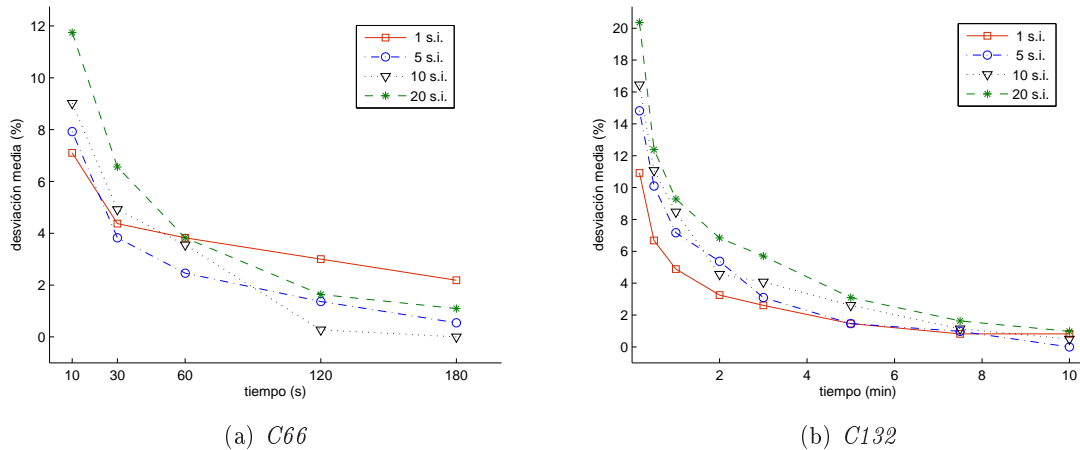 12
10
8
6
4
2
0
desviación media (%)
1 s.i.
5 s.i.
10 s.i.
20 s.i.
10 30 60 120 180
tiempo (s)
(a) C66
20
18
16
14
12
10
8
6
4
2
0
desviación media (%)
1 s.i.
5 s.i.
10 s.i.
20 s.i.
2 4 6 8 10
tiempo (min)
(b) C132